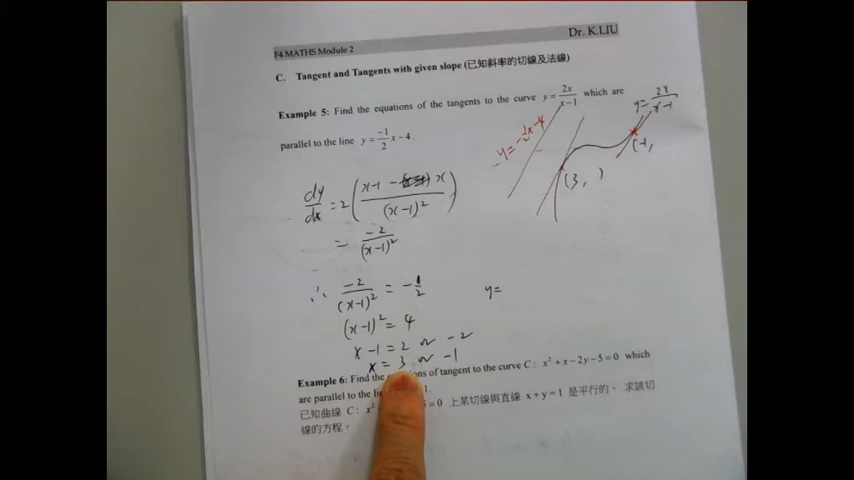 Dr. K.LIU
F4 MATHS Module 2
C. Tangent and Tangents with given slope (已知斜率的切線及法線)
Example 5: Find the equations of the tangents to the curve y = 2x/(x−1) which are
parallel to the line y = −1/2 x − 4.
y = 2x/(x−1)
(−1,
(3, )
dy/dx = 2((x−1 − x)/(x−1)²)
= −2/(x−1)²
∴ −2/(x−1)² = −1/2
y =
(x−1)² = 4
x − 1 = 2 or −2
x = 3 or −1
Example 6: Find the of tangent to the curve C : x² + x − 2y − 5 = 0 which
are parallel to the 1.
已知曲線 C : x² 5 = 0 上某切線與直線 x + y = 1 是平行的。 求該切
線的方程。